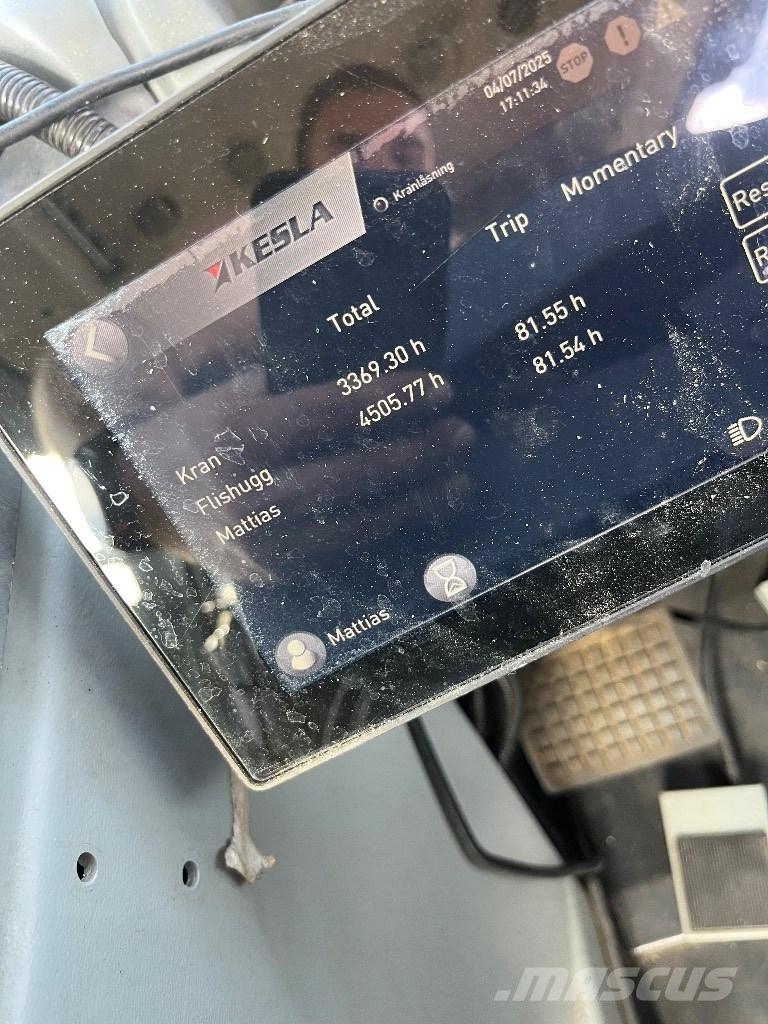 04/07/2025
17:11:34
STOP
!
KESLA
Kranlåsning
Total Trip Momentary
Kran 3369.30 h 81.55 h
Flishugg 4505.77 h 81.54 h
Mattias
Mattias
Res
R
.mascus